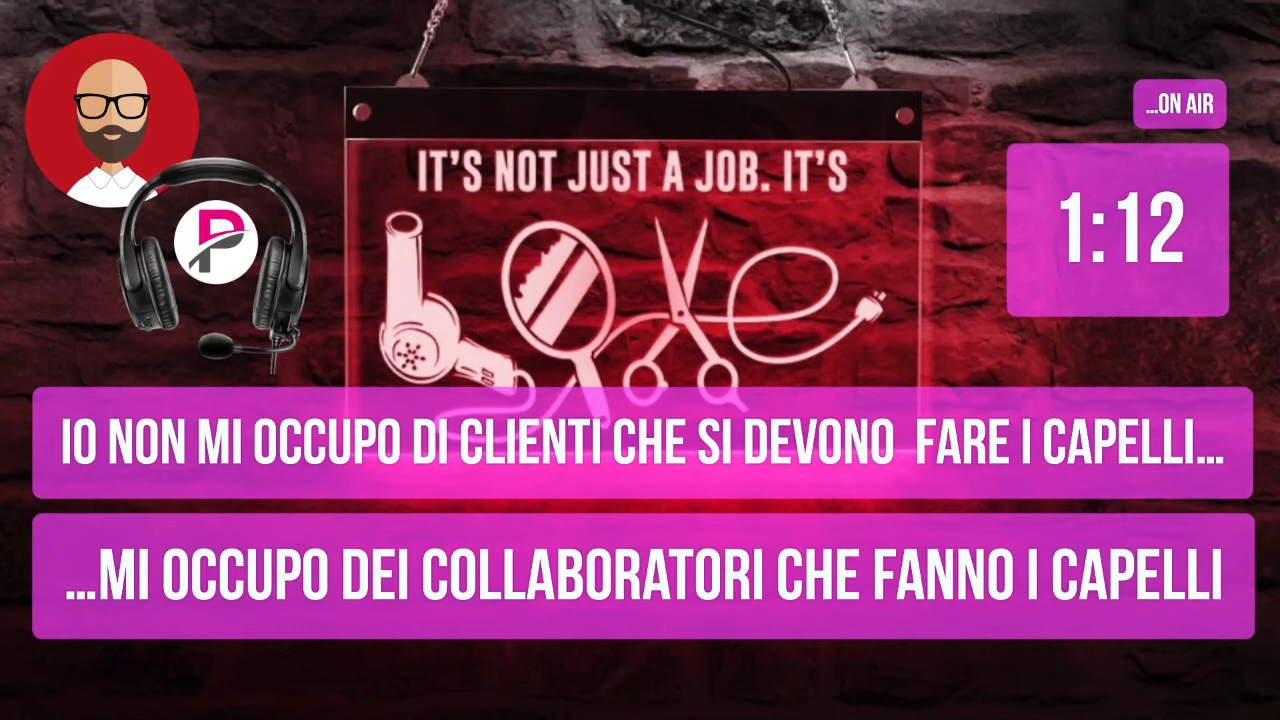 ...ON AIR
IT'S NOT JUST A JOB. IT'S
LOVE
P
1:12
IO NON MI OCCUPO DI CLIENTI CHE SI DEVONO FARE I CAPELLI...
...MI OCCUPO DEI COLLABORATORI CHE FANNO I CAPELLI